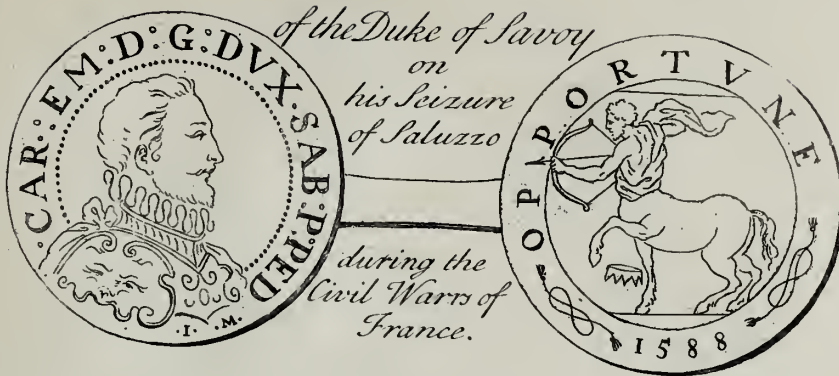 CAR: EM: D: G: DVX. SAB. P. PED
. I . M .
of the Duke of Savoy
on
his Seizure
of Saluzzo
during the
Civil Warrs of
France.
OPPORTVNE
1588